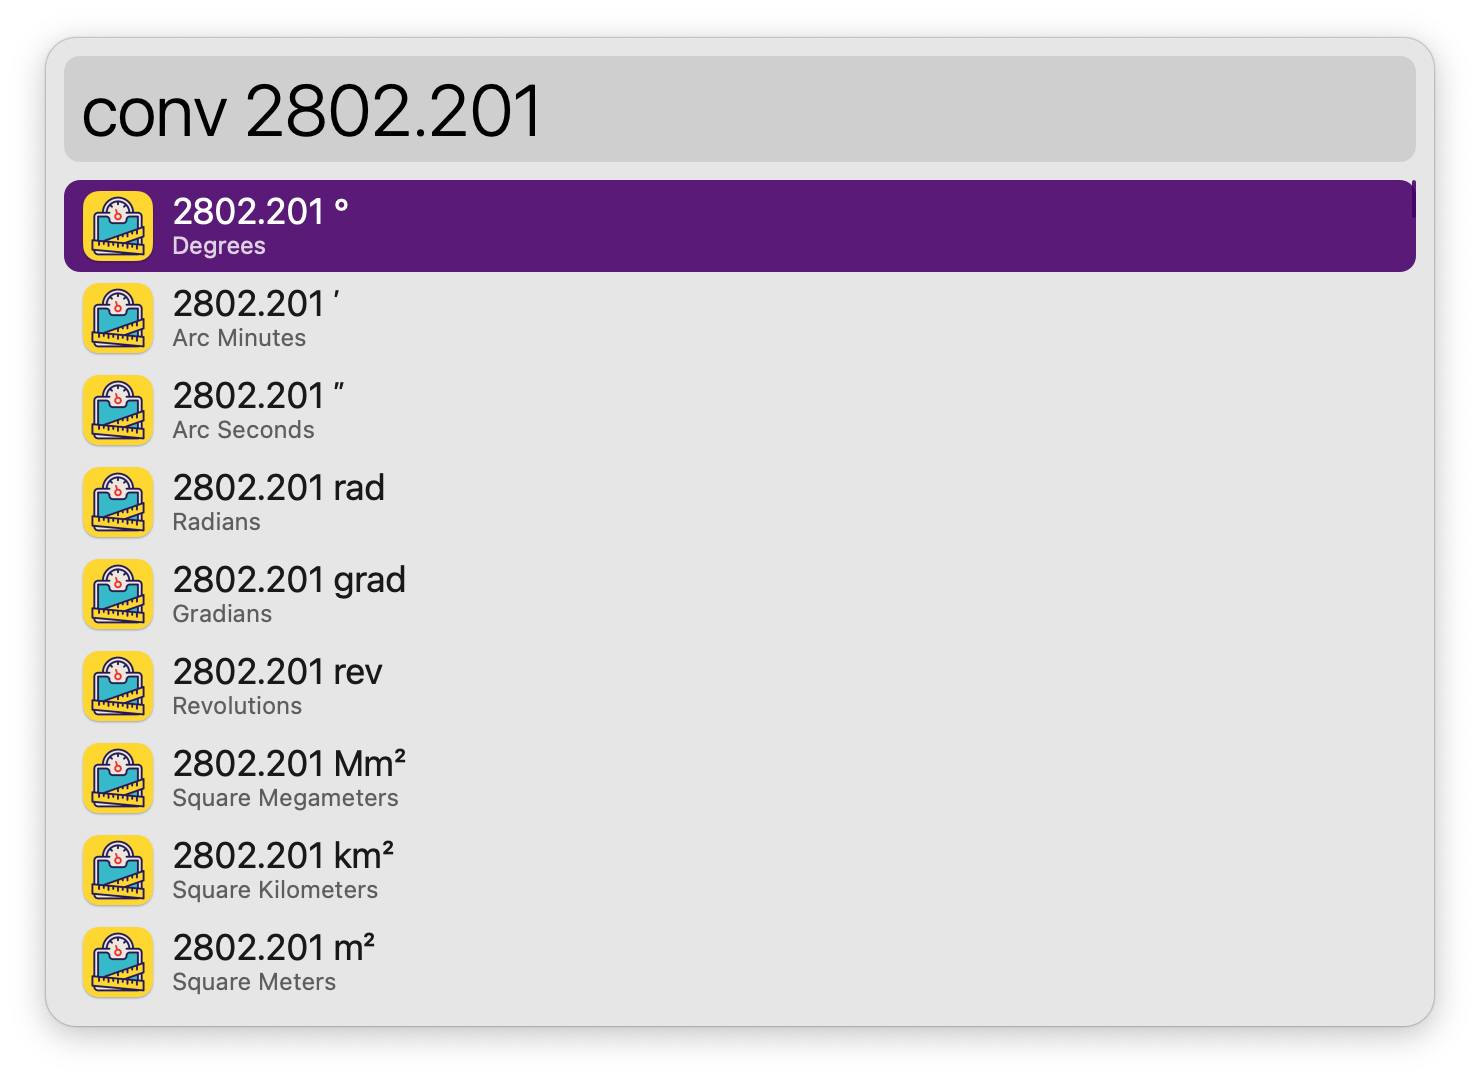 conv 2802.201
2802.201 °
Degrees
2802.201 ′
Arc Minutes
2802.201 ″
Arc Seconds
2802.201 rad
Radians
2802.201 grad
Gradians
2802.201 rev
Revolutions
2802.201 Mm²
Square Megameters
2802.201 km²
Square Kilometers
2802.201 m²
Square Meters